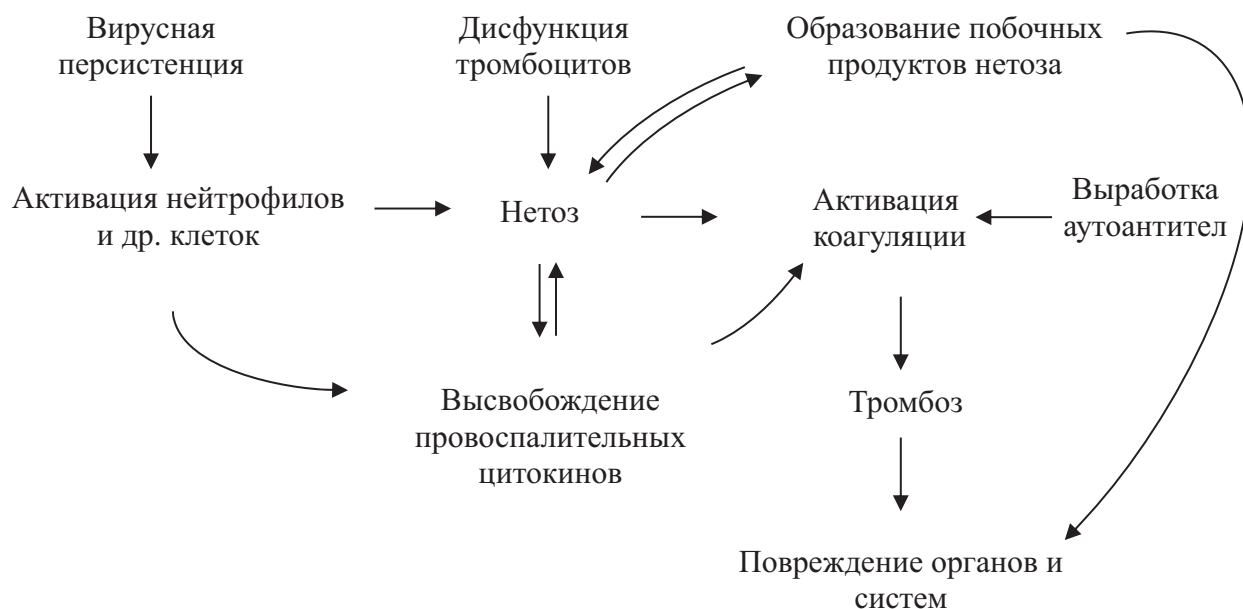 Вирусная
персистенция
Дисфункция
тромбоцитов
Образование побочных
продуктов нетоза
Активация нейтрофилов
и др. клеток
Нетоз
Активация
коагуляции
Выработка
аутоантител
Высвобождение
провоспалительных
цитокинов
Тромбоз
Повреждение органов и
систем